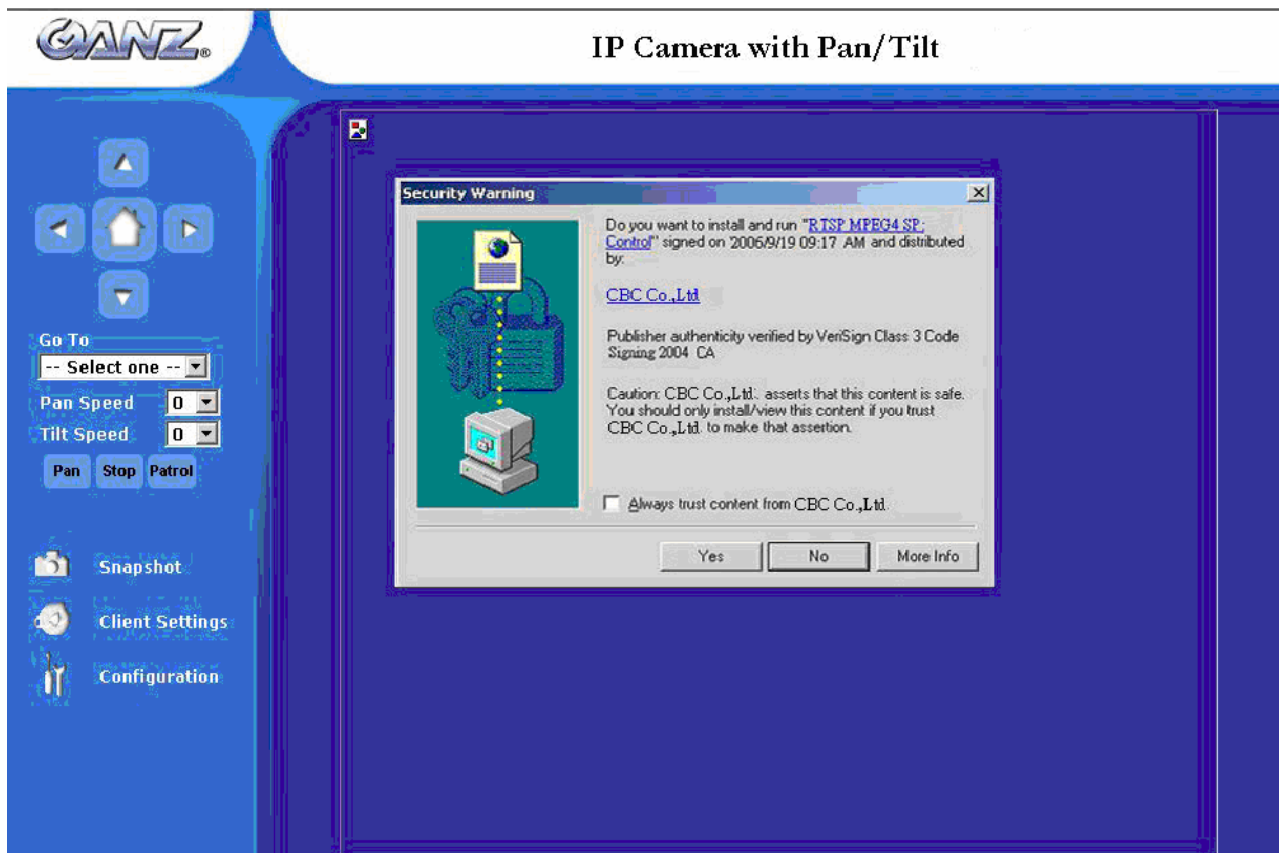 GANZ®
IP Camera with Pan/Tilt
Go To
-- Select one --
Pan Speed 0
Tilt Speed 0
Pan Stop Patrol
Snapshot
Client Settings
Configuration
Security Warning
Do you want to install and run "RTSP MPEG4 SP:
Control" signed on 2005/9/19 09:17 AM and distributed
by:
CBC Co.,Ltd
Publisher authenticity verified by VeriSign Class 3 Code
Signing 2004 CA
Caution: CBC Co.,Ltd. asserts that this content is safe.
You should only install/view this content if you trust
CBC Co.,Ltd. to make that assertion.
Always trust content from CBC Co.,Ltd.
Yes No More Info